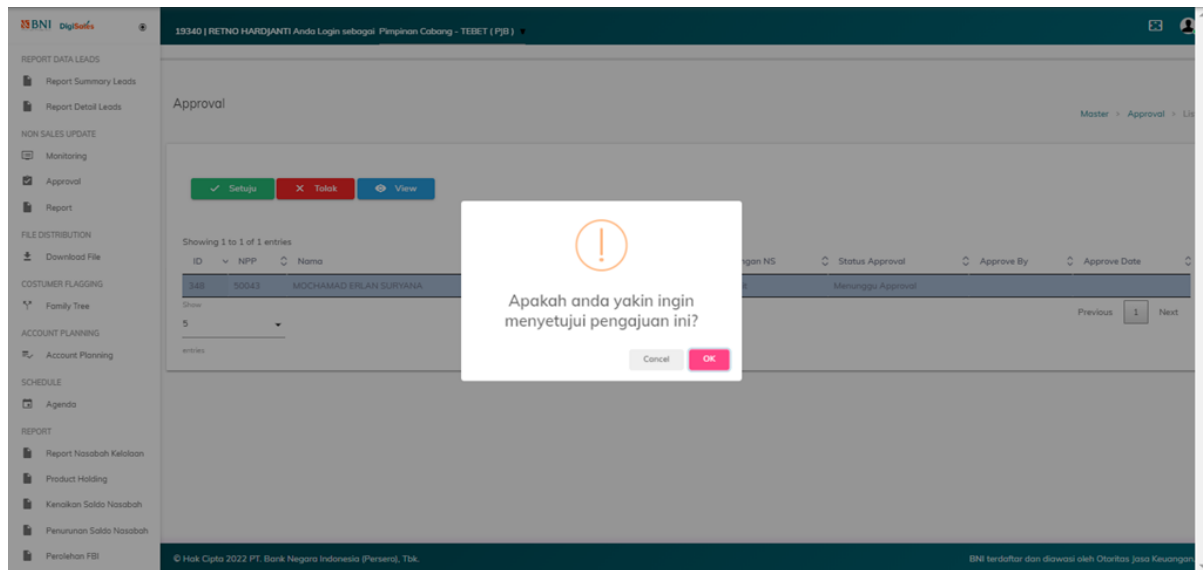 BNI DigiSales
19340 | RETNO HARDJANTI Anda Login sebagai Pimpinan Cabang - TEBET ( PJB )
REPORT DATA LEADS
Report Summary Leads
Report Detail Leads
NON SALES UPDATE
Monitoring
Approval
Report
FILE DISTRIBUTION
Download File
COSTUMER FLAGGING
Family Tree
ACCOUNT PLANNING
Account Planning
SCHEDULE
Agenda
REPORT
Report Nasabah Kelolaan
Product Holding
Kenaikan Saldo Nasabah
Penurunan Saldo Nasabah
Perolehan FBI
Approval
Master > Approval >
Setuju Tolak View
Showing 1 to 1 of 1 entries
ID NPP Nama NS Status Approval Approve By Approve Date
348 50043 MOCHAMAD ERLAN SURYANA Menunggu Approval
Show
5
entries
Previous 1 Next
Apakah anda yakin ingin
menyetujui pengajuan ini?
Cancel OK
© Hak Cipta 2022 PT. Bank Negara Indonesia (Persero), Tbk.
BNI terdaftar dan diawasi oleh Otoritas Jasa Keuangan